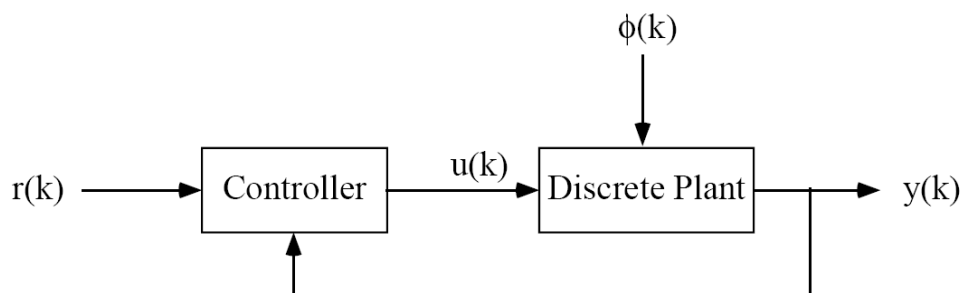 ϕ(k)
r(k)
Controller
u(k)
Discrete Plant
y(k)